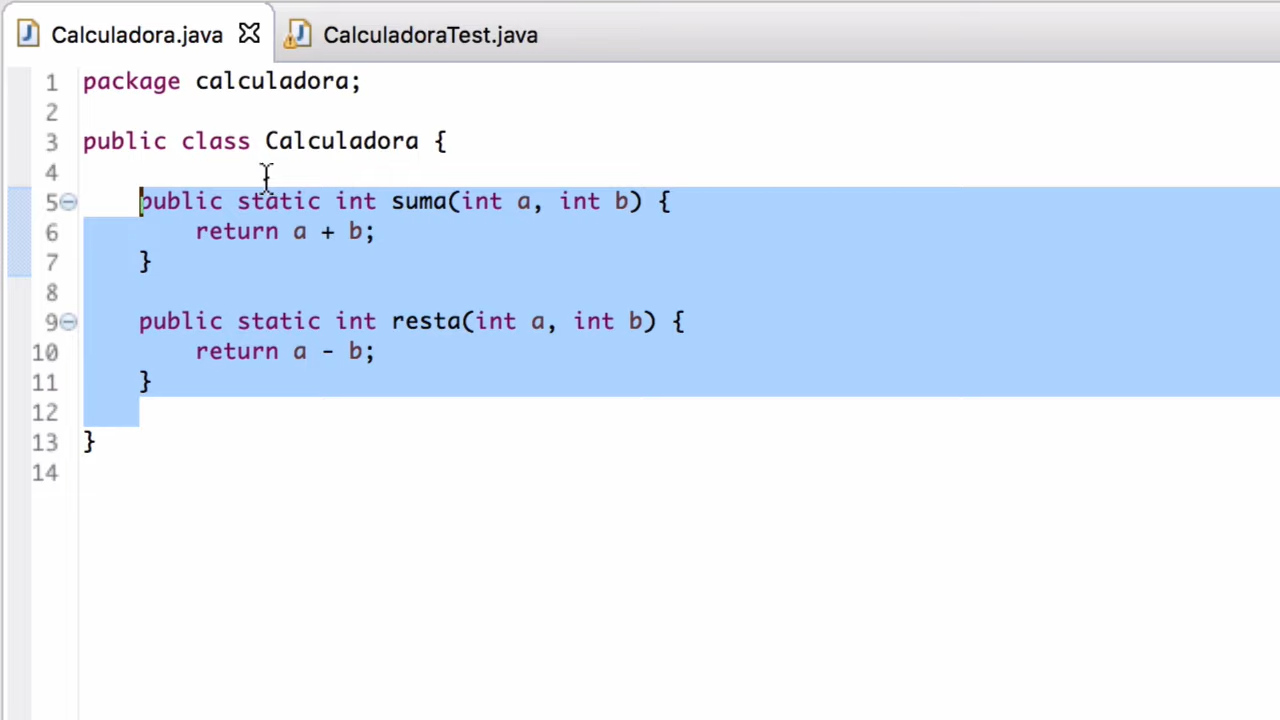 Calculadora.java CalculadoraTest.java
1 package calculadora;
2
3 public class Calculadora {
4
5 public static int suma(int a, int b) {
6 return a + b;
7 }
8
9 public static int resta(int a, int b) {
10 return a - b;
11 }
12
13 }
14